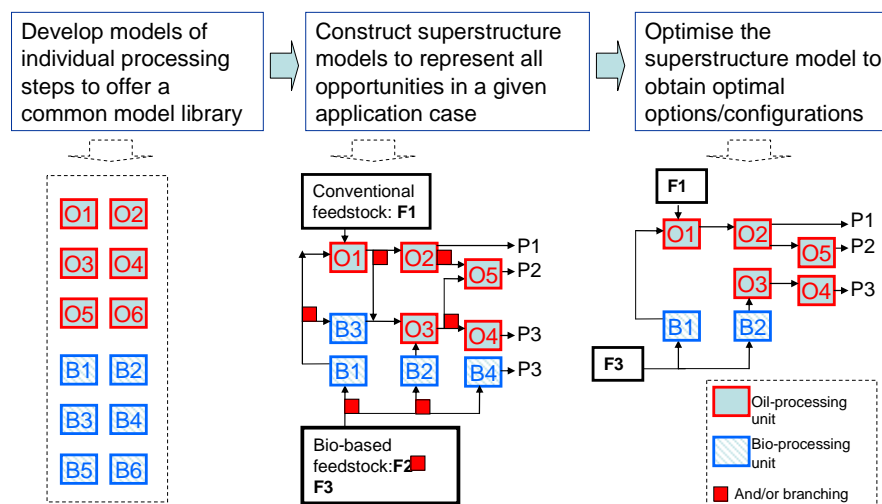 Develop models of
individual processing
steps to offer a
common model library
Construct superstructure
models to represent all
opportunities in a given
application case
Optimise the
superstructure model to
obtain optimal
options/configurations
O1 O2
O3 O4
O5 O6
B1 B2
B3 B4
B5 B6
Conventional
feedstock: F1
O1 O2 P1
O5 P2
B3 O3 O4 P3
B1 B2 B4 P3
Bio-based
feedstock:F2
F3
F1
O1 O2 P1
O5 P2
O3 O4 P3
B1 B2
F3
Oil-processing
unit
Bio-processing
unit
And/or branching